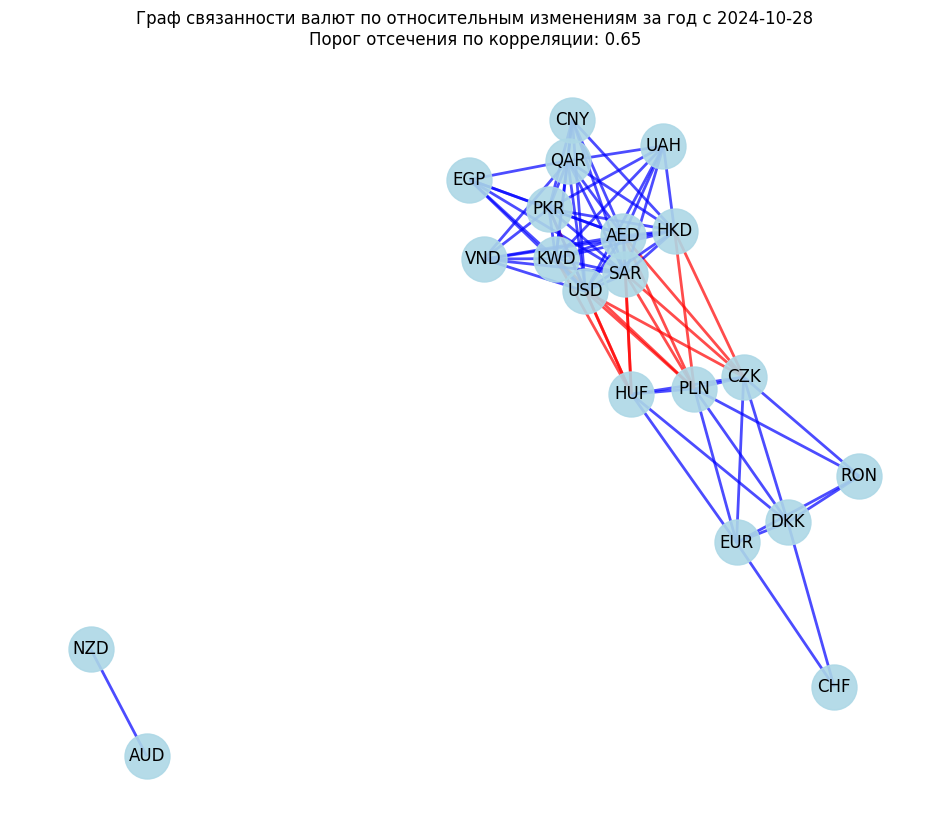 Граф связанности валют по относительным изменениям за год с 2024-10-28
Порог отсечения по корреляции: 0.65
CNY
UAH
QAR
EGP
PKR
HKD
AED
VND
KWD
SAR
USD
CZK
PLN
HUF
RON
DKK
EUR
NZD
CHF
AUD